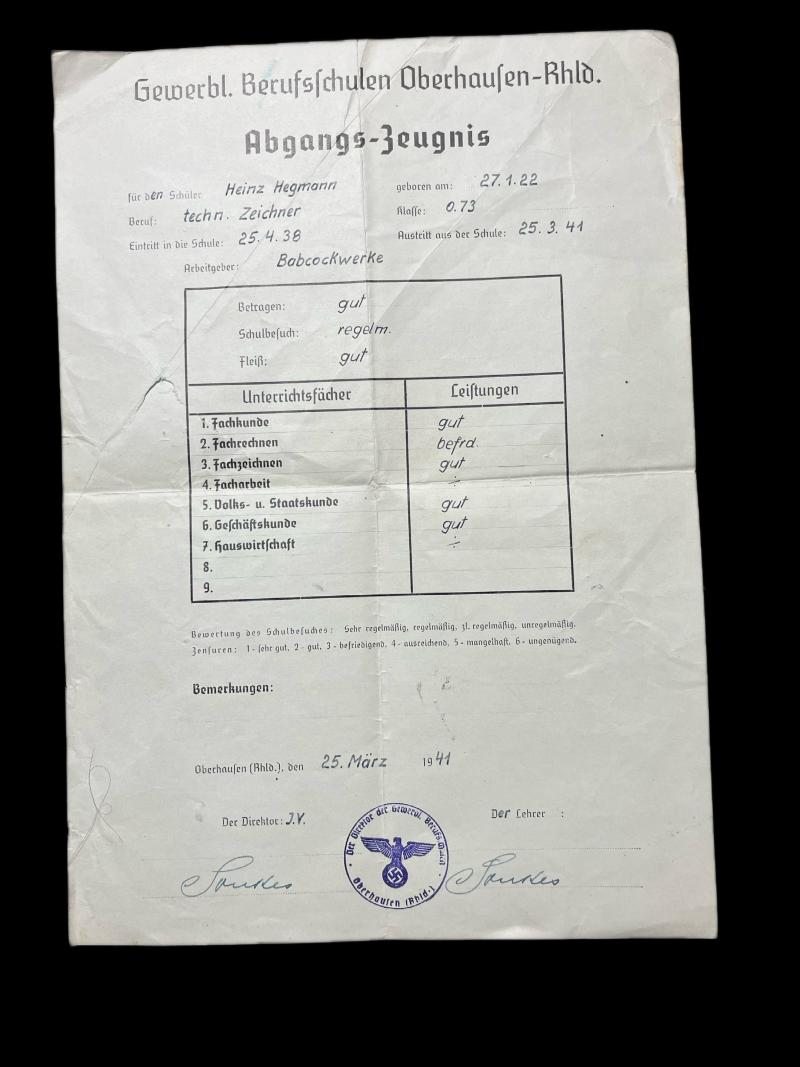 Gewerbl. Berufsschulen Oberhausen-Rhld.
Abgangs-Zeugnis
für den Schüler Heinz Hegmann geboren am: 27.1.22
Beruf: techn. Zeichner Klasse: 0.73
Eintritt in die Schule: 25.4.38 Austritt aus der Schule: 25.3.41
Arbeitgeber: Babcockwerke
Betragen: gut
Schulbesuch: regelm.
Fleiß: gut
Unterrichtsfächer Leistungen
1. Fachkunde gut
2. Fachrechnen befrd.
3. Fachzeichnen gut
4. Facharbeit ÷
5. Volks- u. Staatskunde gut
6. Geschäftskunde gut
7. Hauswirtschaft ÷
8.
9.
Bewertung des Schulbesuches: Sehr regelmäßig, regelmäßig, zl. regelmäßig, unregelmäßig.
Zensuren: 1 - sehr gut, 2 - gut, 3 - befriedigend, 4 - ausreichend, 5 - mangelhaft, 6 - ungenügend.
Bemerkungen:
Oberhausen (Rhld.), den 25. März 1941
Der Direktor: J.V. Der Lehrer :
Der Direktor der Gewerbl.
Oberhausen (Rhld.)